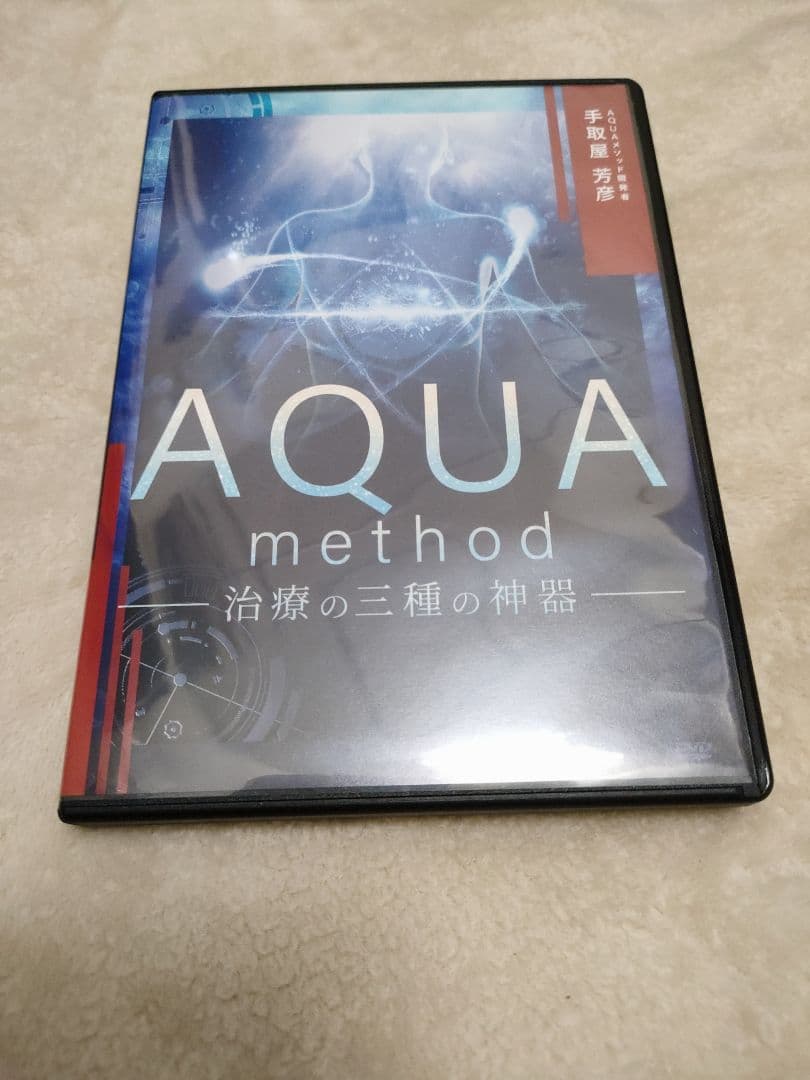 AQUAメソッド開発者
手取屋 芳彦
AQUA
method
治療の三種の神器
DVD